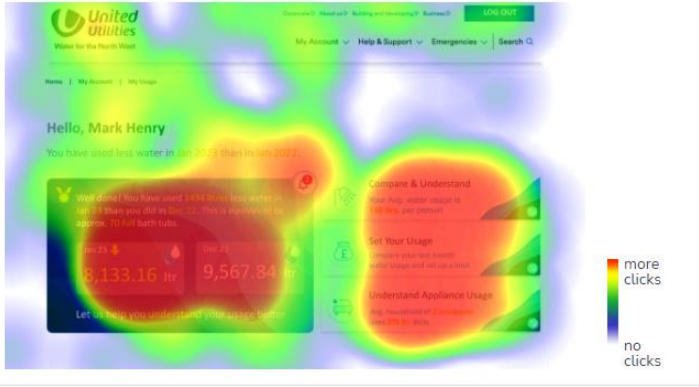 United
Utilities
Water for the North West
Corporate About us Building and developing Business LOG OUT
My Account Help & Support Emergencies Search
Home | My Account | My Usage
Hello, Mark Henry
You have used less water in Jan 2023 than in Jan 2022.
2
Well done! You have used 1434 litres less water in
Jan 23 than you did in Dec 22. This is equivalent to
approx. 70 full bath tubs.
Jan 23
8,133.16 ltr
Dec 23
9,567.84 ltr
Let us help you understand your usage better
Compare & Understand
Your Avg. water usage is
per person!
Set Your Usage
Compare your last month
water usage and set up a limit
Understand Appliance Usage
Avg. household of
uses
more
clicks
no
clicks